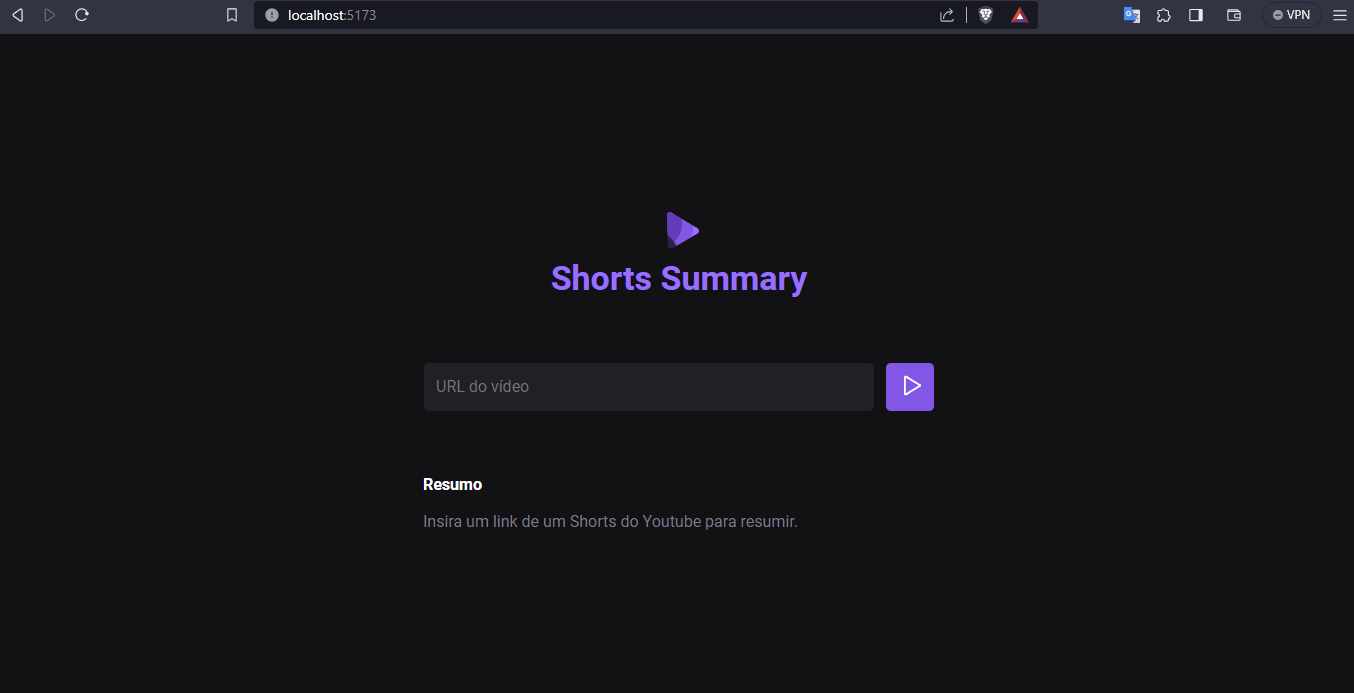 localhost:5173
VPN
Shorts Summary
URL do vídeo
Resumo
Insira um link de um Shorts do Youtube para resumir.